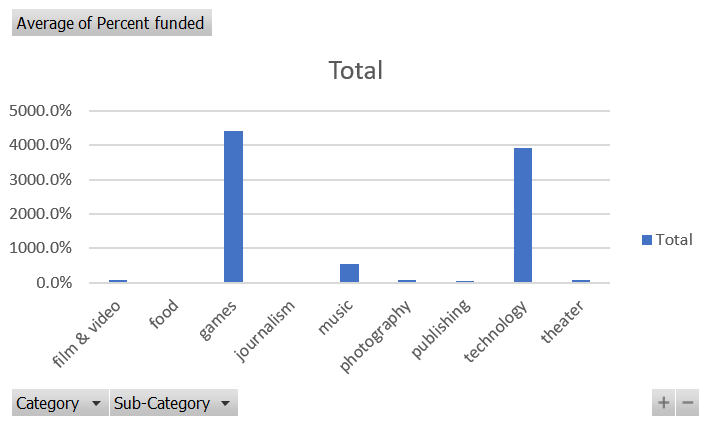 Average of Percent funded
Total
5000.0%
4000.0%
3000.0%
2000.0%
1000.0%
0.0%
film & video
food
games
journalism
music
photography
publishing
technology
theater
Total
Category
Sub-Category
+ −